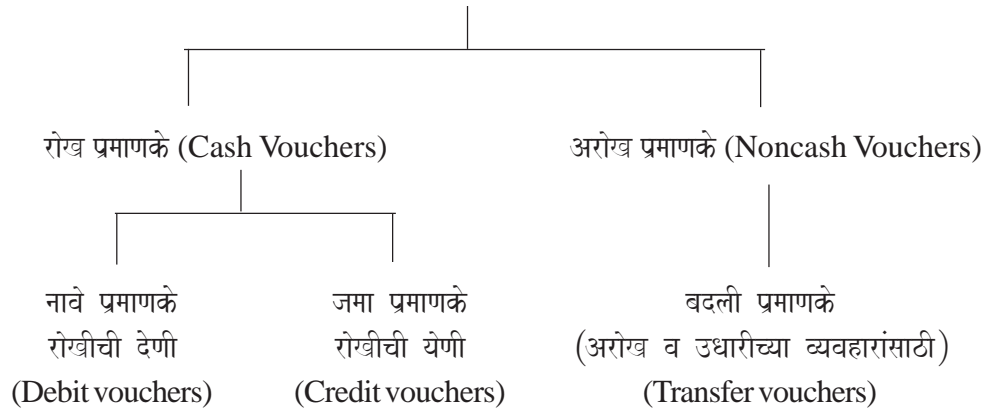 रोख प्रमाणके (Cash Vouchers)
अरोख प्रमाणके (Noncash Vouchers)
नावे प्रमाणके
रोखीची देणी
(Debit vouchers)
जमा प्रमाणके
रोखीची येणी
(Credit vouchers)
बदली प्रमाणके
(अरोख व उधारीच्या व्यवहारांसाठी)
(Transfer vouchers)